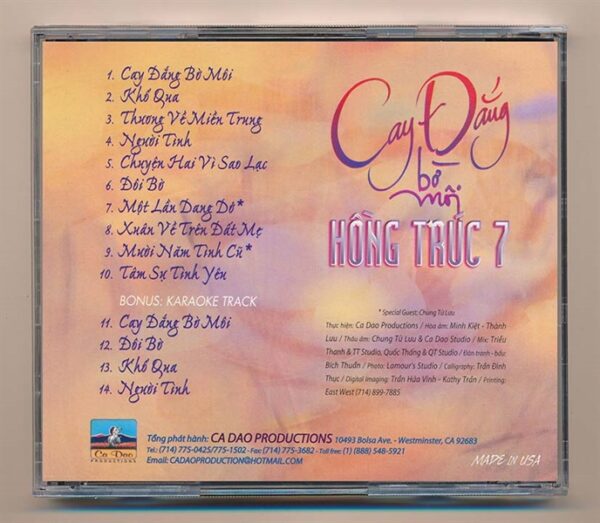 1. Cay Đắng Bờ Môi
2. Khổ Qua
3. Thương Về Miền Trung
4. Người Tình
5. Chuyện Hai Vì Sao Lạc
6. Đôi Bờ
7. Một Lần Dang Dở*
8. Xuân Về Trên Đất Mẹ
9. Mười Năm Tình Cũ*
10. Tâm Sự Tình Yêu
BONUS: KARAOKE TRACK
11. Cay Đắng Bờ Môi
12. Đôi Bờ
13. Khổ Qua
14. Người Tình
Cay Đắng
bờ
môi
HỒNG TRÚC 7
* Special Guest: Chung Tử Lưu
Thực hiện: Ca Dao Productions / Hòa âm: Minh Kiệt - Thành
Lưu / Thâu âm: Chung Tử Lưu & Ca Dao Studio / Mix: Triều
Thanh & TT Studio, Quốc Thống & QT Studio / Đàn tranh - bầu:
Bích Thuần / Photo: Lamour's Studio / Calligraphy: Trần Đình
Thục / Digital imaging: Trần Hứa Vinh - Kathy Trần / Printing:
East West (714) 899-7885
Ca Dao
PRODUCTIONS
Tổng phát hành: CA DAO PRODUCTIONS 10493 Bolsa Ave. - Westminster, CA 92683
Tel.: (714) 775-0425/775-1502 - Fax: (714) 775-3682 - Toll free: (1) (888) 548-5921
Email: CADAOPRODUCTION@HOTMAIL.COM
MADE IN USA